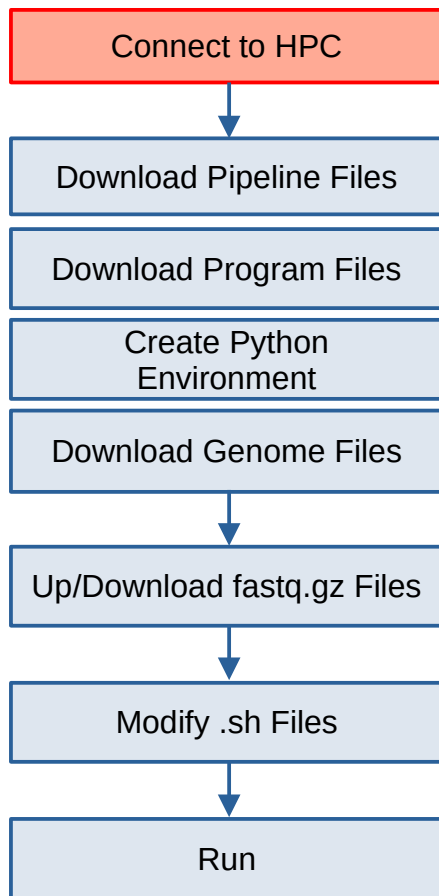 Connect to HPC
Download Pipeline Files
Download Program Files
Create Python
Environment
Download Genome Files
Up/Download fastq.gz Files
Modify .sh Files
Run